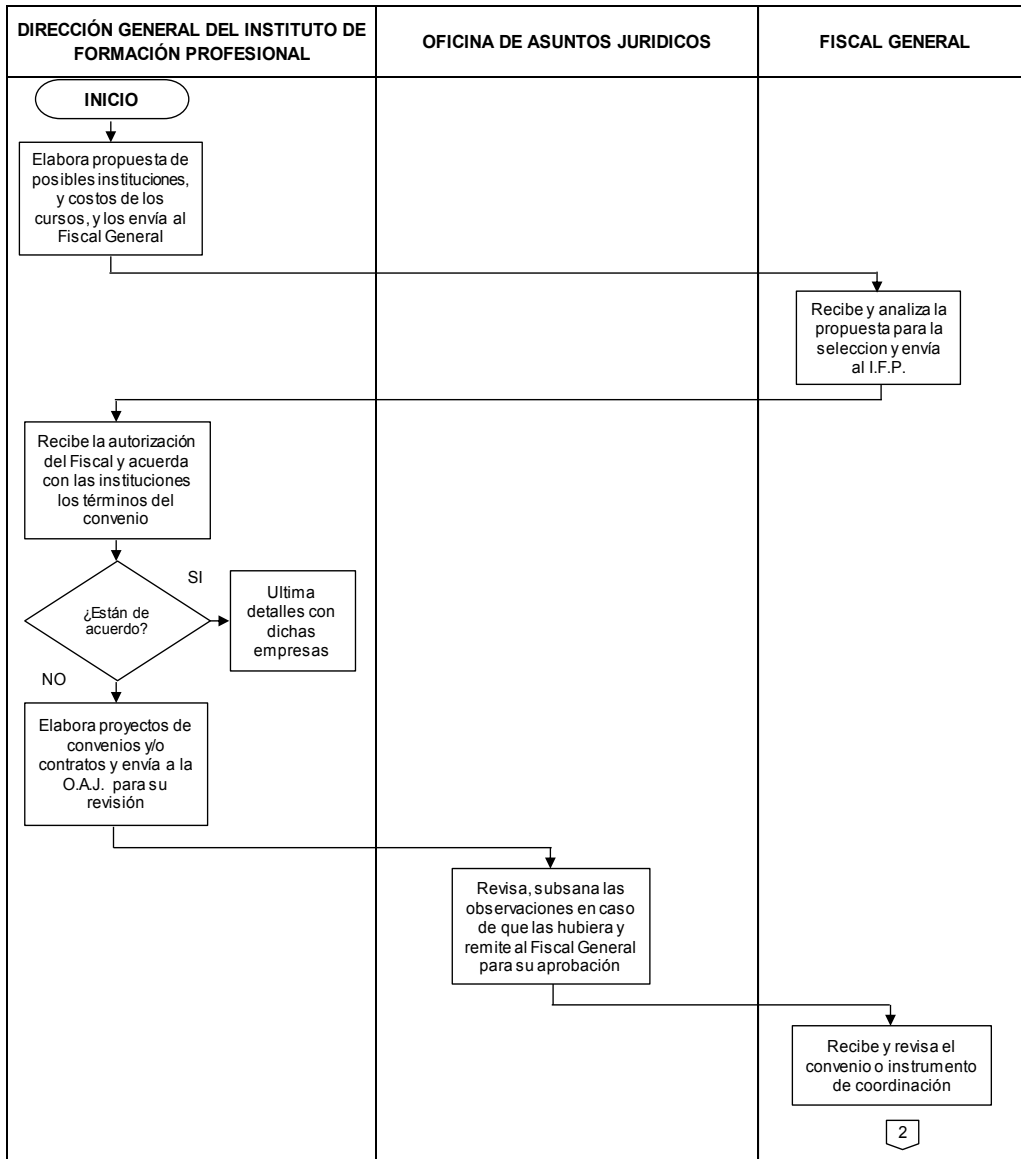 DIRECCIÓN GENERAL DEL INSTITUTO DE
FORMACIÓN PROFESIONAL
OFICINA DE ASUNTOS JURIDICOS
FISCAL GENERAL
INICIO
Elabora propuesta de
posibles instituciones,
y costos de los
cursos, y los envía al
Fiscal General
Recibe y analiza la
propuesta para la
seleccion y envía
al I.F.P.
Recibe la autorización
del Fiscal y acuerda
con las instituciones
los términos del
convenio
¿Están de
acuerdo?
SI
Ultima
detalles con
dichas
empresas
NO
Elabora proyectos de
convenios y/o
contratos y envía a la
O.A.J. para su
revisión
Revisa, subsana las
observaciones en caso
de que las hubiera y
remite al Fiscal General
para su aprobación
Recibe y revisa el
convenio o instrumento
de coordinación
2